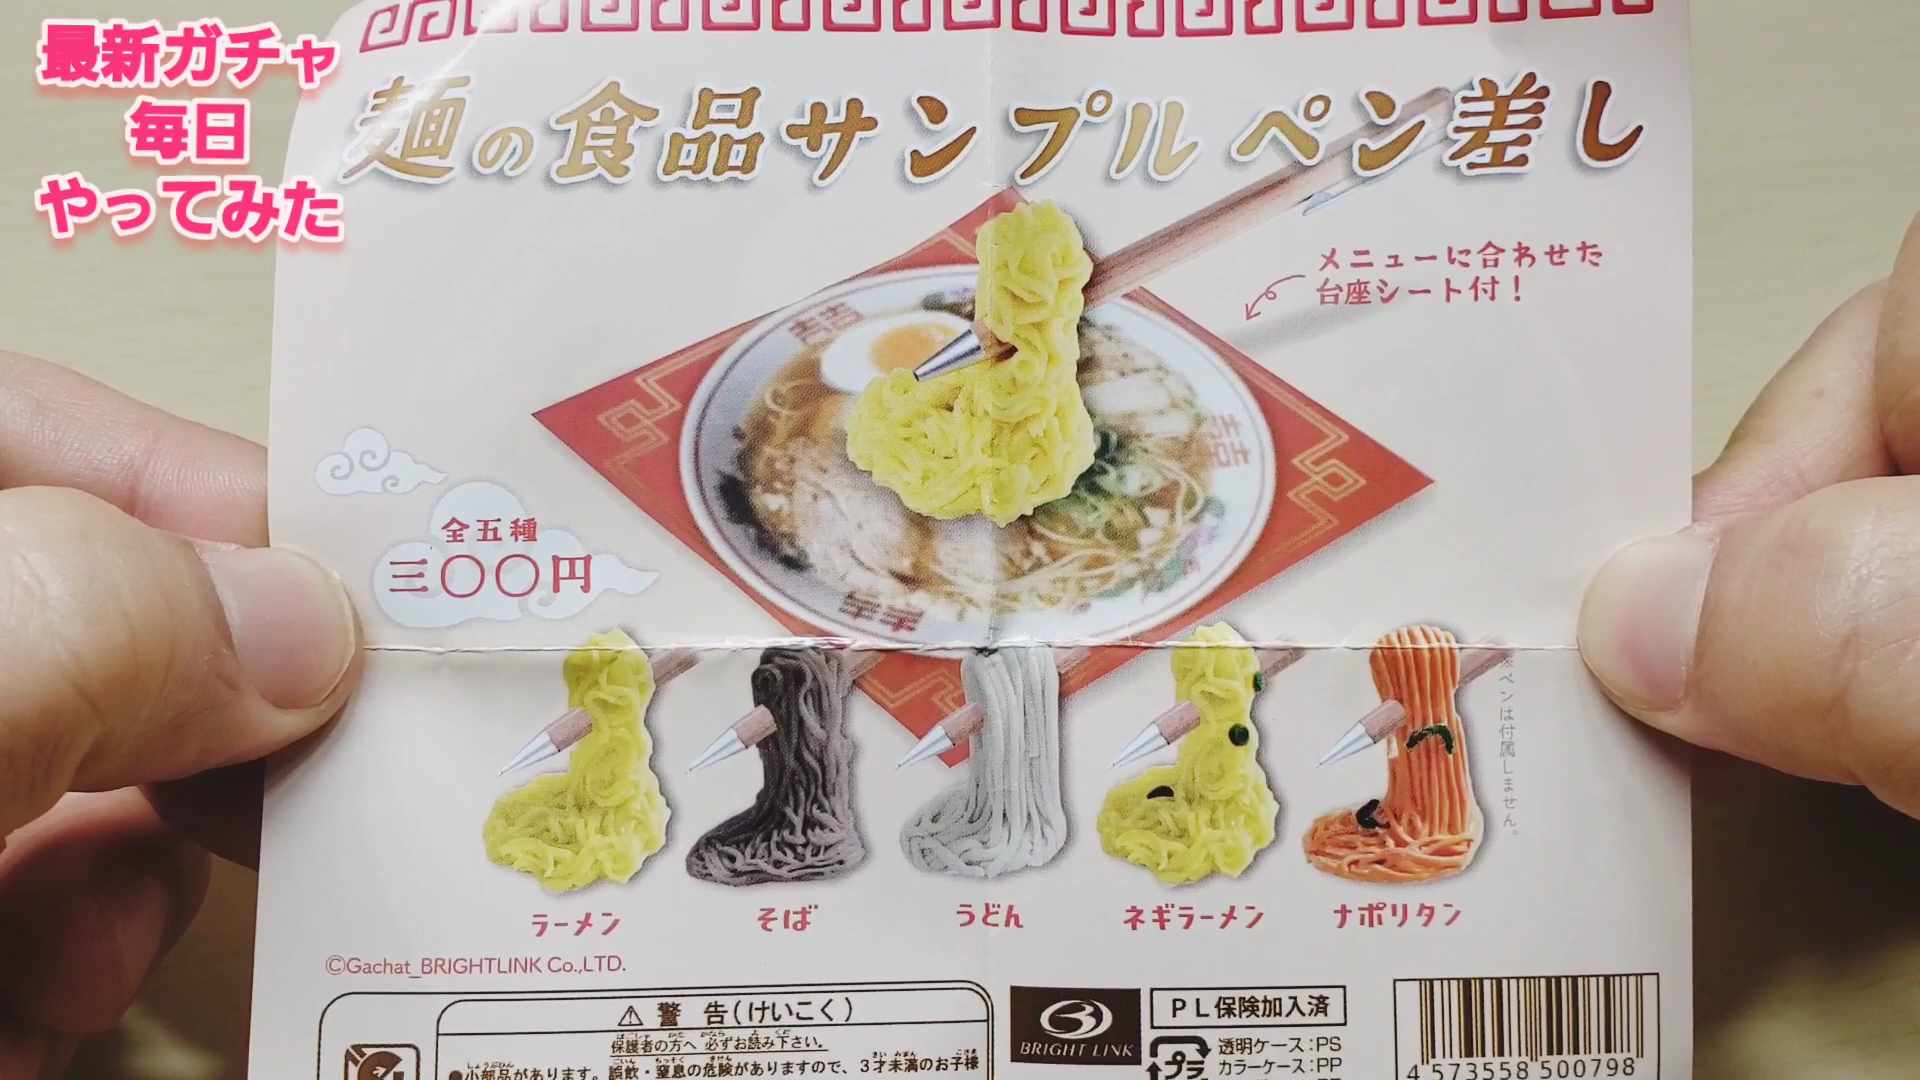 最新ガチャ
毎日
やってみた
麺の食品サンプルペン差し
メニューに合わせた
台座シート付！
全五種
三〇〇円
※ペンは付属しません。
ラーメン
そば
うどん
ネギラーメン
ナポリタン
©Gachat_BRIGHTLINK Co.,LTD.
⚠ 警 告(けいこく)
保護者の方へ 必ずお読み下さい。
●小部品があります。誤飲・窒息の危険がありますので、3才未満のお子様
BRIGHT LINK
PL保険加入済
プラ
透明ケース:PS
カラーケース:PP
4 573558 500798